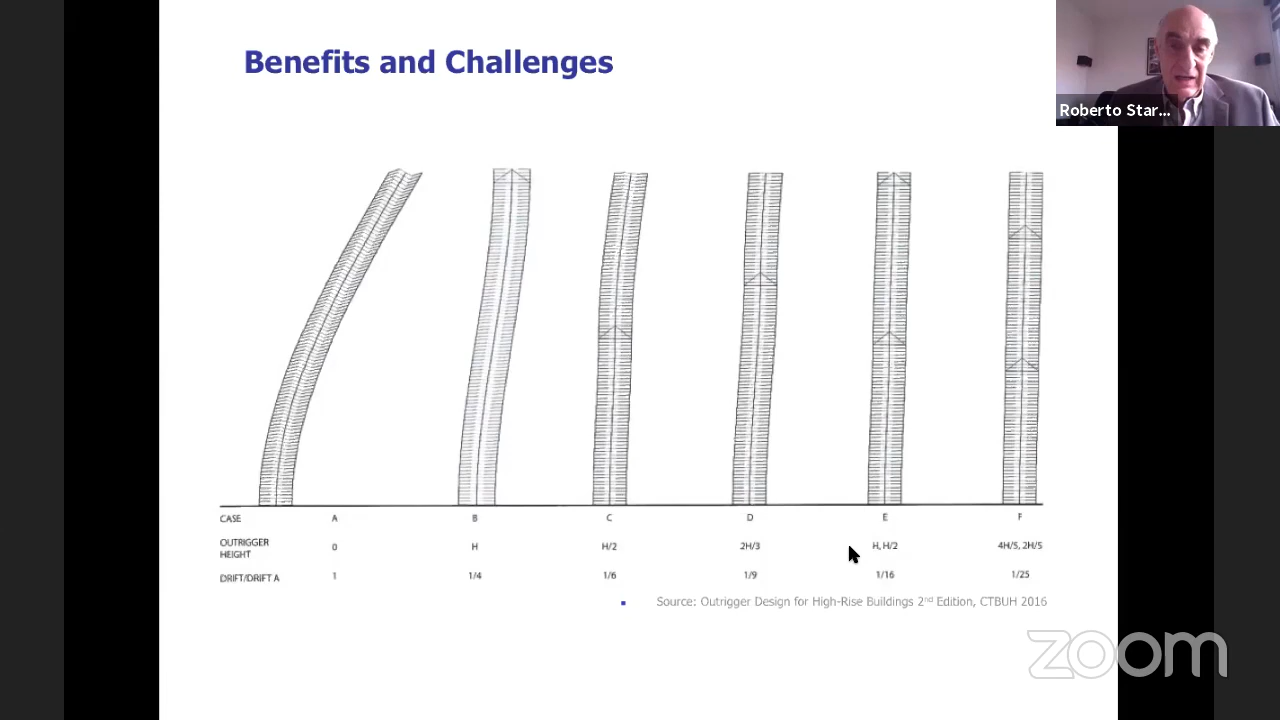 Benefits and Challenges
Roberto Star...
CASE A B C D E F
OUTRIGGER HEIGHT 0 H H/2 2H/3 H, H/2 4H/5, 2H/5
DRIFT/DRIFT A 1 1/4 1/6 1/9 1/16 1/25
Source: Outrigger Design for High-Rise Buildings 2nd Edition, CTBUH 2016
zoom